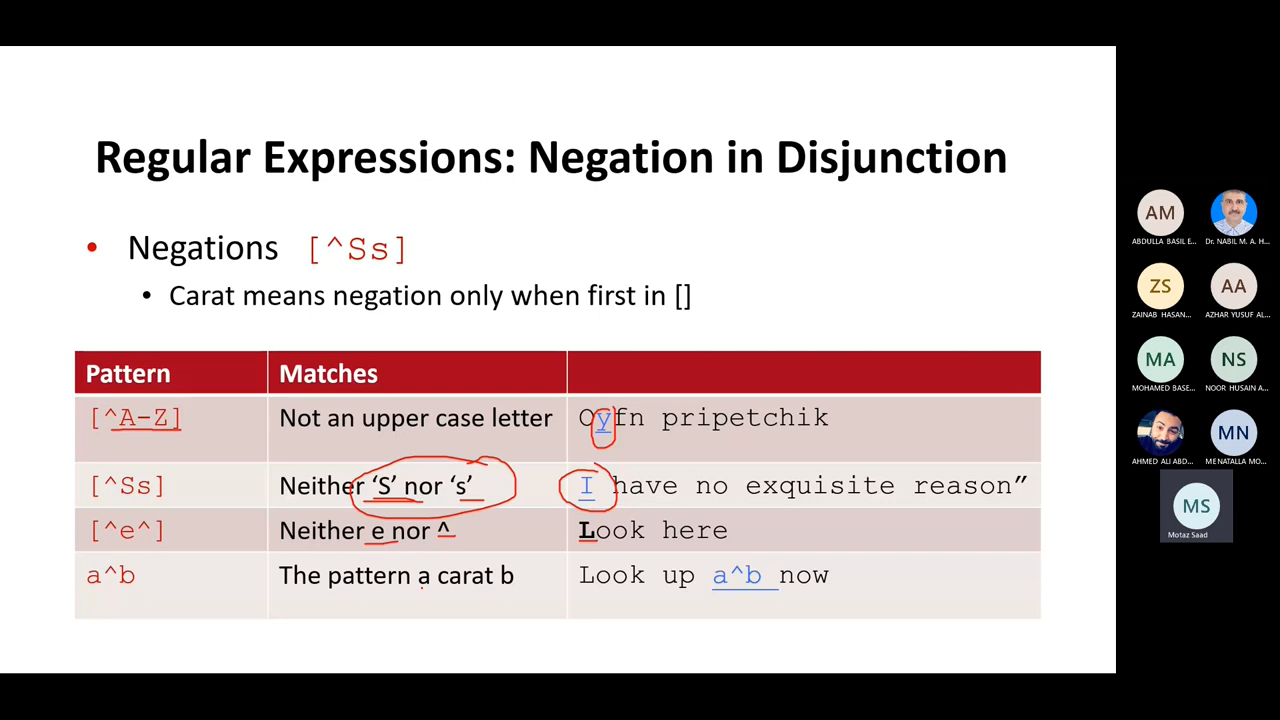 Regular Expressions: Negation in Disjunction
• Negations [^Ss]
• Carat means negation only when first in []
Pattern Matches
[^A-Z] Not an upper case letter Oyfn pripetchik
[^Ss] Neither ‘S’ nor ‘s’ I have no exquisite reason”
[^e^] Neither e nor ^ Look here
a^b The pattern a carat b Look up a^b now
AM
ABDULLA BASIL E...
Dr. NABIL M. A. H...
ZS
ZAINAB HASAN...
AA
AZHAR YUSUF AL...
MA
MOHAMED BASE...
NS
NOOR HUSAIN A...
AHMED ALI ABD...
MN
MENATALLA MO...
MS
Motaz Saad